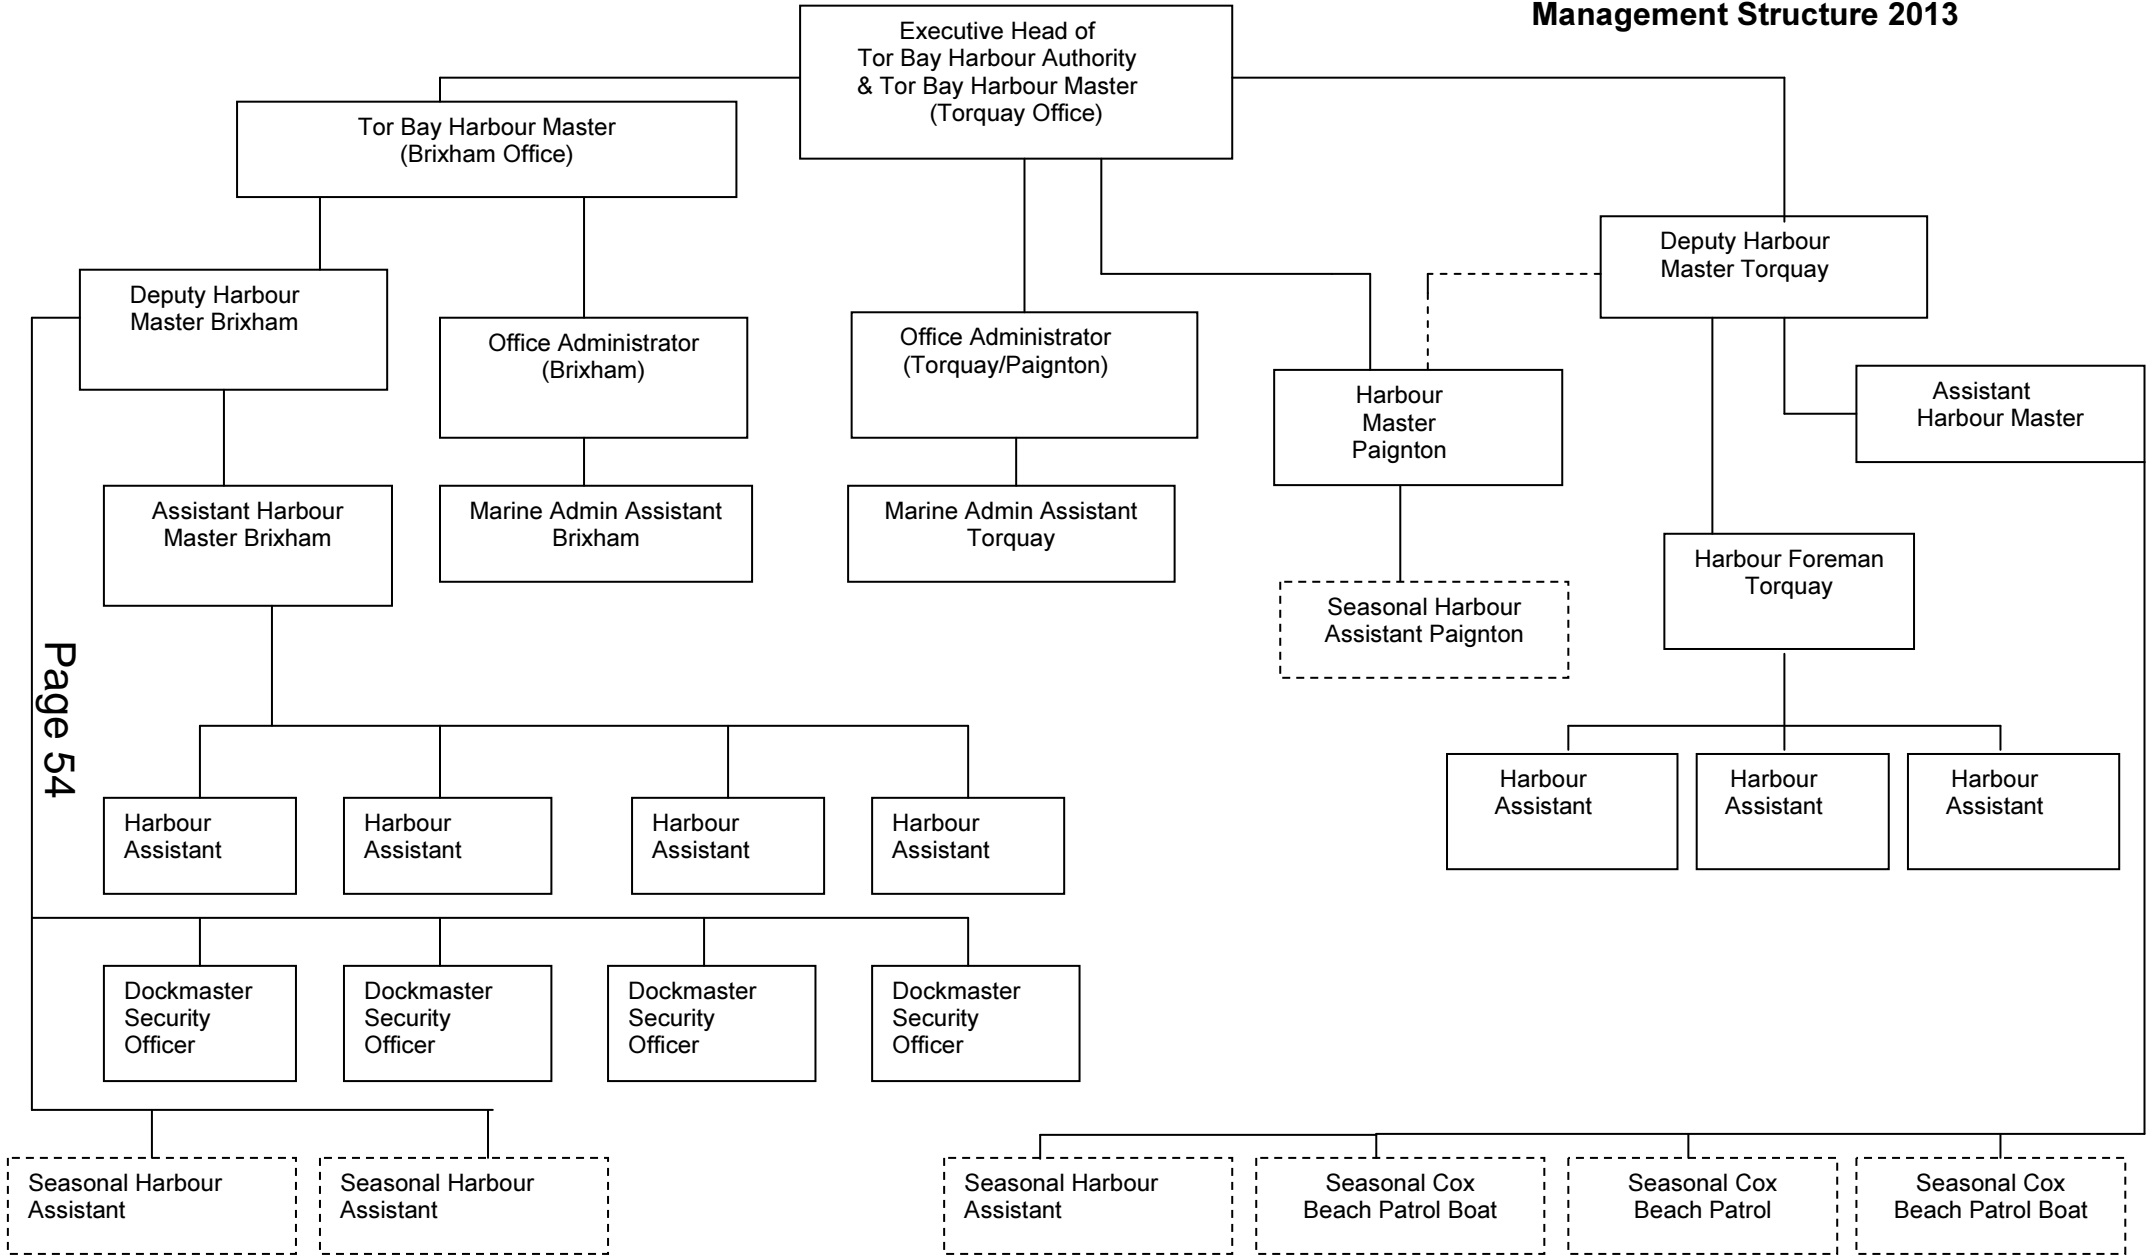 Management Structure 2013
Executive Head of
Tor Bay Harbour Authority
& Tor Bay Harbour Master
(Torquay Office)
Tor Bay Harbour Master
(Brixham Office)
Deputy Harbour
Master Torquay
Deputy Harbour
Master Brixham
Office Administrator
(Brixham)
Office Administrator
(Torquay/Paignton)
Harbour
Master
Paignton
Assistant
Harbour Master
Assistant Harbour
Master Brixham
Marine Admin Assistant
Brixham
Marine Admin Assistant
Torquay
Harbour Foreman
Torquay
Seasonal Harbour
Assistant Paignton
Page 54
Harbour
Assistant
Harbour
Assistant
Harbour
Assistant
Harbour
Assistant
Harbour
Assistant
Harbour
Assistant
Harbour
Assistant
Dockmaster
Security
Officer
Dockmaster
Security
Officer
Dockmaster
Security
Officer
Dockmaster
Security
Officer
Seasonal Harbour
Assistant
Seasonal Harbour
Assistant
Seasonal Harbour
Assistant
Seasonal Cox
Beach Patrol Boat
Seasonal Cox
Beach Patrol
Seasonal Cox
Beach Patrol Boat